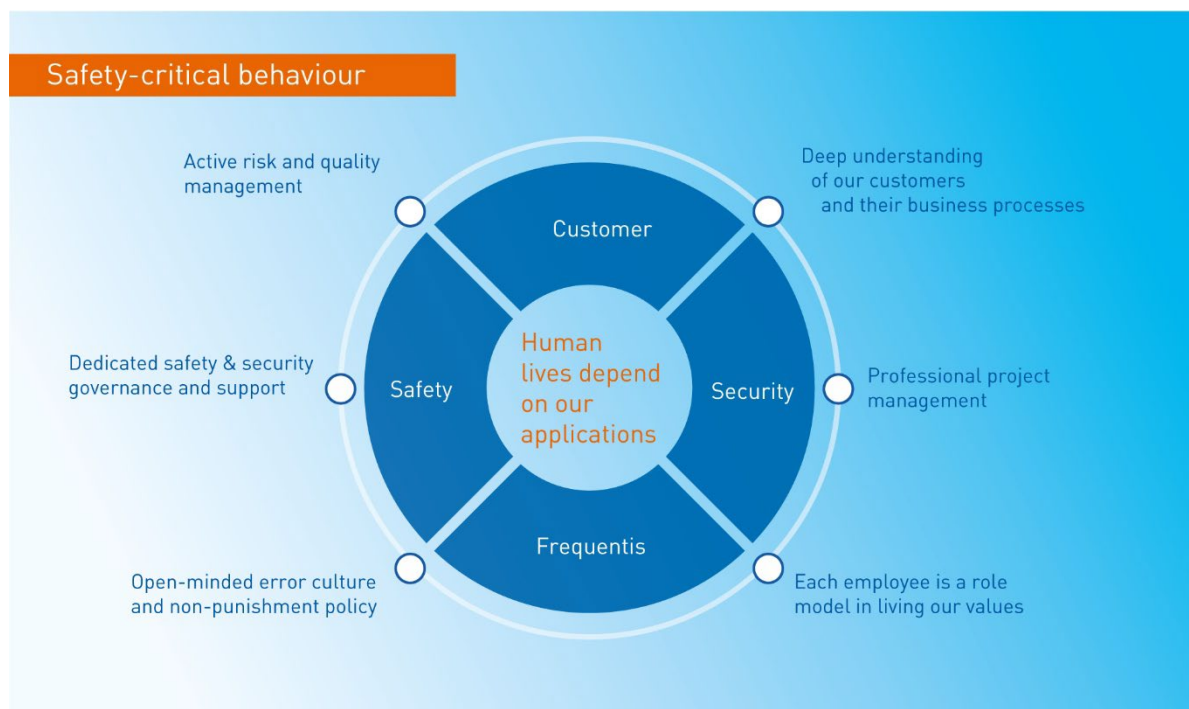 Safety-critical behaviour
Active risk and quality
management
Deep understanding
of our customers
and their business processes
Customer
Dedicated safety & security
governance and support
Safety
Human
lives depend
on our
applications
Security
Professional project
management
Frequentis
Open-minded error culture
and non-punishment policy
Each employee is a role
model in living our values